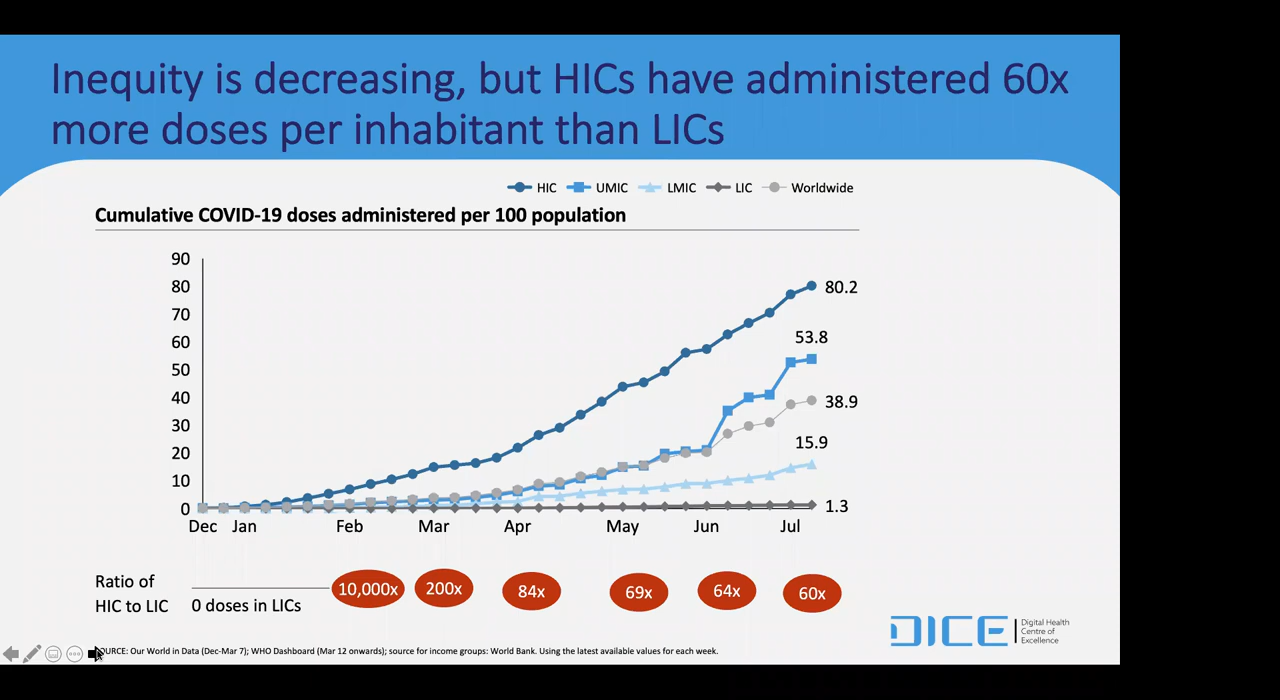 Inequity is decreasing, but HICs have administered 60x
more doses per inhabitant than LICs
HIC UMIC LMIC LIC Worldwide
Cumulative COVID-19 doses administered per 100 population
90
80
70
60
50
40
30
20
10
0
80.2
53.8
38.9
15.9
1.3
Dec Jan Feb Mar Apr May Jun Jul
Ratio of
HIC to LIC
0 doses in LICs
10,000x 200x 84x 69x 64x 60x
DICE
Digital Health
Centre of
Excellence
OURCE: Our World in Data (Dec-Mar 7); WHO Dashboard (Mar 12 onwards); source for income groups: World Bank. Using the latest available values for each week.